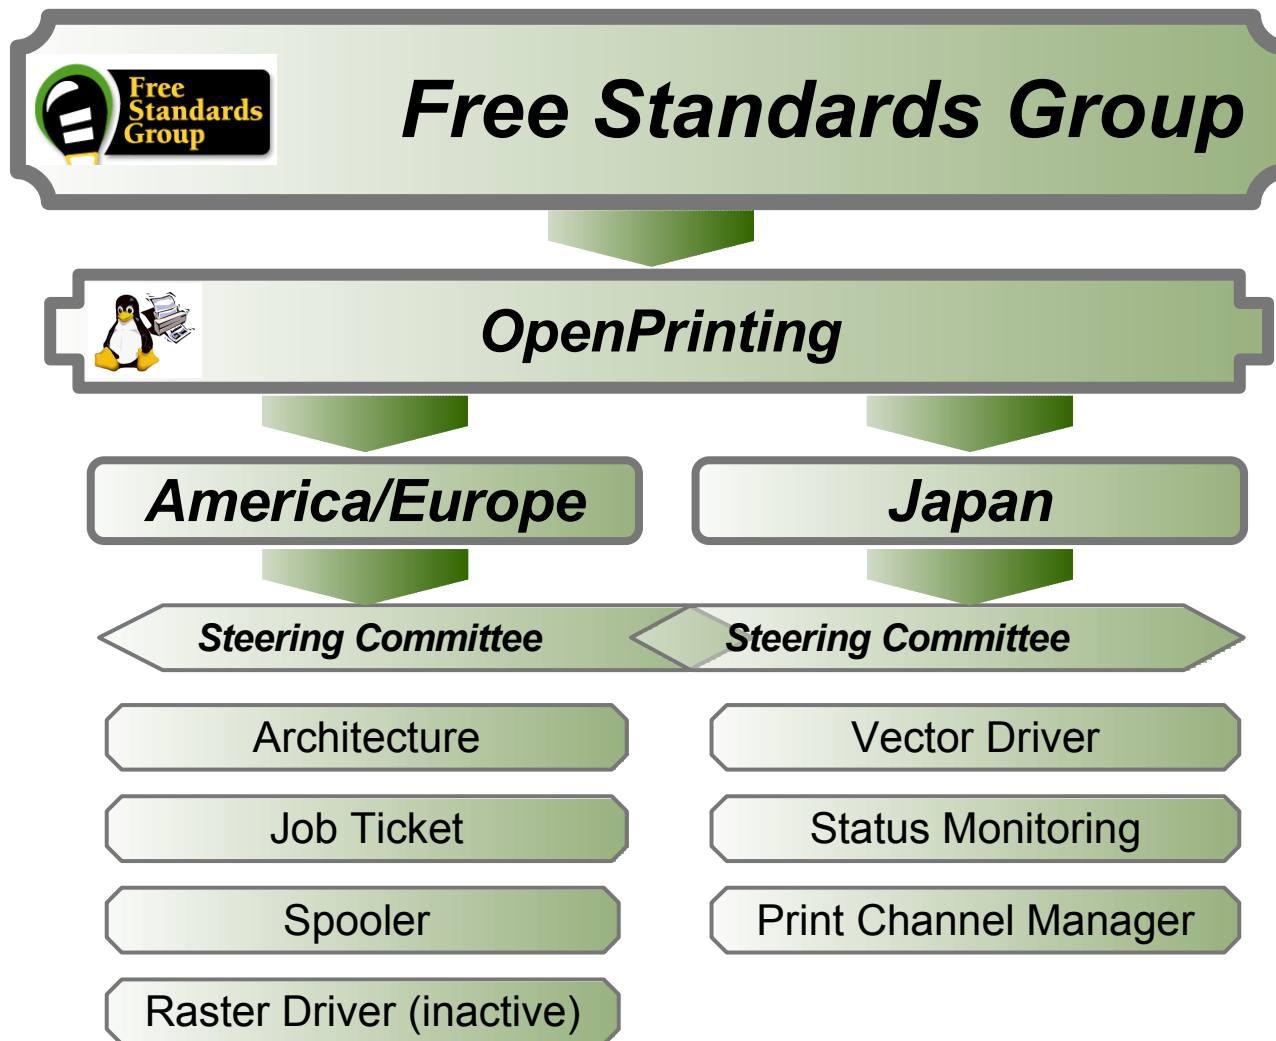 Free
Standards
Group
Free Standards Group
OpenPrinting
America/Europe
Japan
Steering Committee
Steering Committee
Architecture
Vector Driver
Job Ticket
Status Monitoring
Spooler
Print Channel Manager
Raster Driver (inactive)